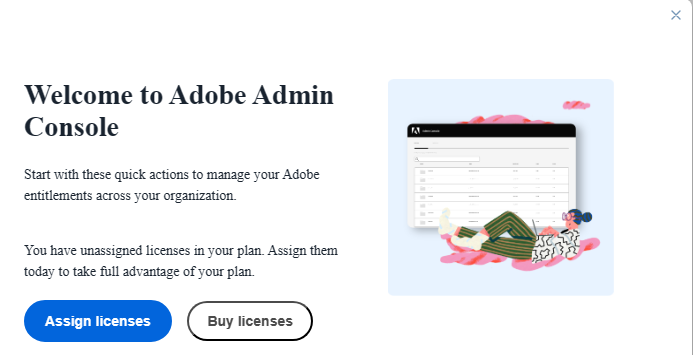 Welcome to Adobe Admin
Console
Start with these quick actions to manage your Adobe
entitlements across your organization.
You have unassigned licenses in your plan. Assign them
today to take full advantage of your plan.
Assign licenses
Buy licenses